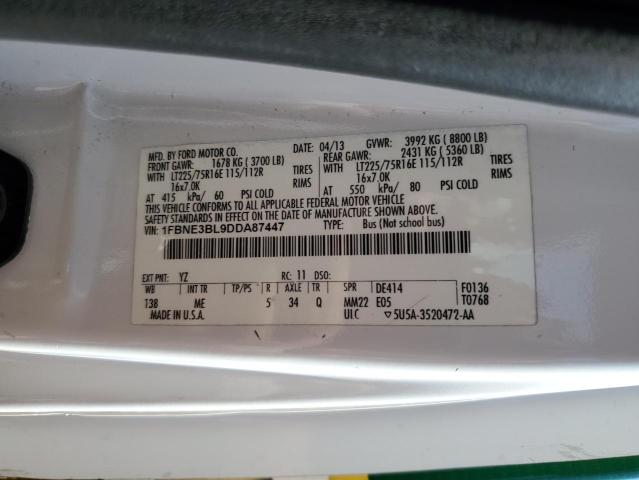 MFD. BY FORD MOTOR CO. DATE: 04/13 GVWR: 3992 KG ( 8800 LB)
FRONT GAWR: 1678 KG ( 3700 LB) REAR GAWR: 2431 KG ( 5360 LB)
WITH LT225/75R16E 115/112R TIRES WITH LT225/75R16E 115/112R TIRES
16x7.0K RIMS 16x7.0K RIMS
AT 415 kPa/ 60 PSI COLD AT 550 kPa/ 80 PSI COLD
THIS VEHICLE CONFORMS TO ALL APPLICABLE FEDERAL MOTOR VEHICLE
SAFETY STANDARDS IN EFFECT ON THE DATE OF MANUFACTURE SHOWN ABOVE.
VIN: 1FBNE3BL9DDA87447 TYPE: Bus (Not school bus)
EXT PNT: YZ RC: 11 DSO:
WB INT TR TP/PS R AXLE TR SPR DE414 F0136
138 ME 5 34 Q MM22 E05 T0768
MADE IN U.S.A. UTC ▽5U5A-3520472-AA